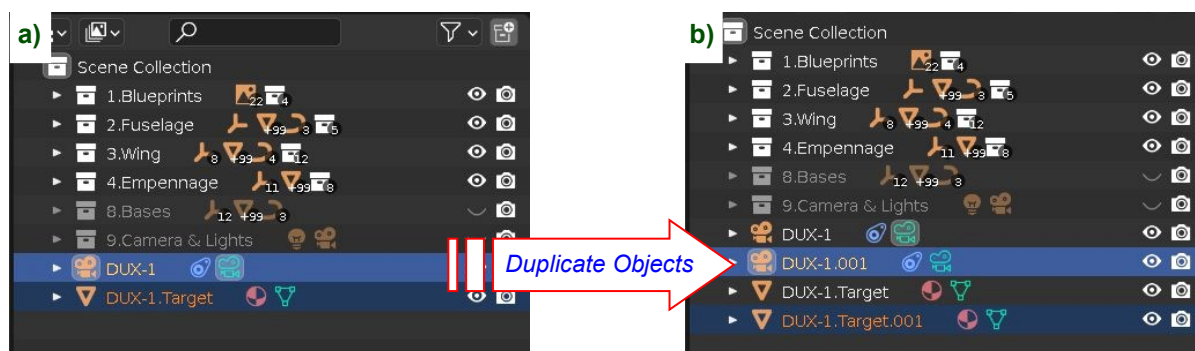 a)
Scene Collection
1.Blueprints 22 4
2.Fuselage +99 3 5
3.Wing 8 +99 4 12
4.Empennage 11 +99 8
8.Bases 12 +99 3
9.Camera & Lights
DUX-1
DUX-1.Target
Duplicate Objects
b)
Scene Collection
1.Blueprints 22 4
2.Fuselage +99 3 5
3.Wing 8 +99 4 12
4.Empennage 11 +99 8
8.Bases 12 +99 3
9.Camera & Lights
DUX-1
DUX-1.001
DUX-1.Target
DUX-1.Target.001